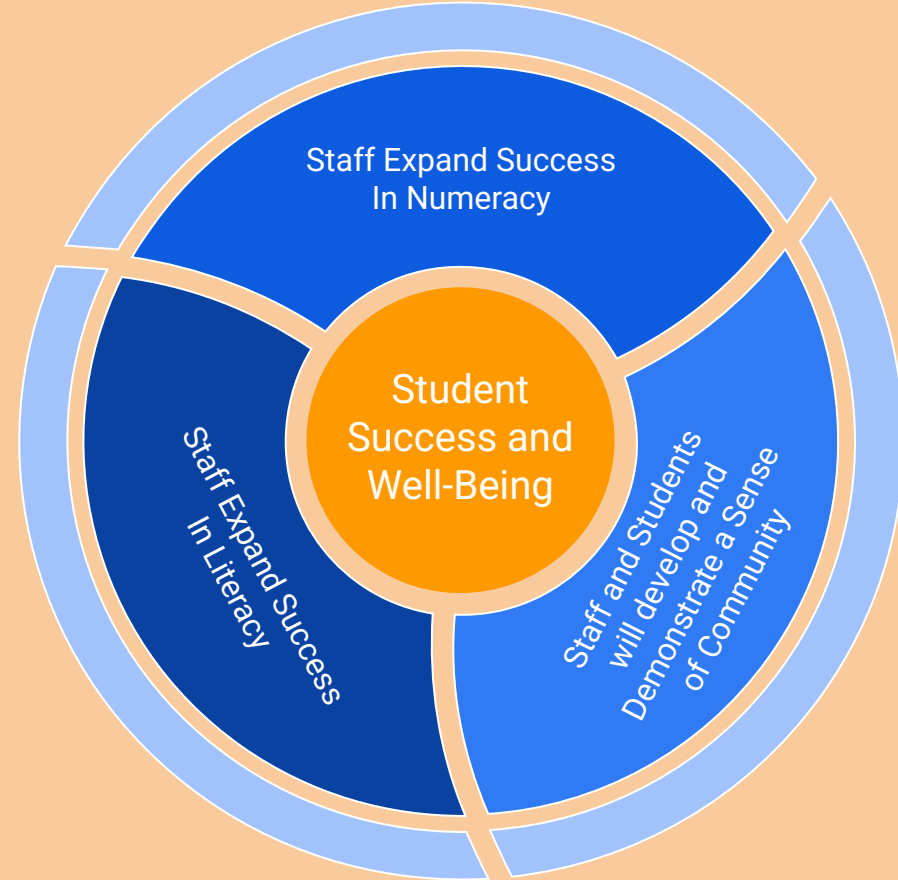 Staff Expand Success
In Numeracy
Student
Success and
Well-Being
Staff Expand Success
In Literacy
Staff and Students
will develop and
Demonstrate a Sense
of Community